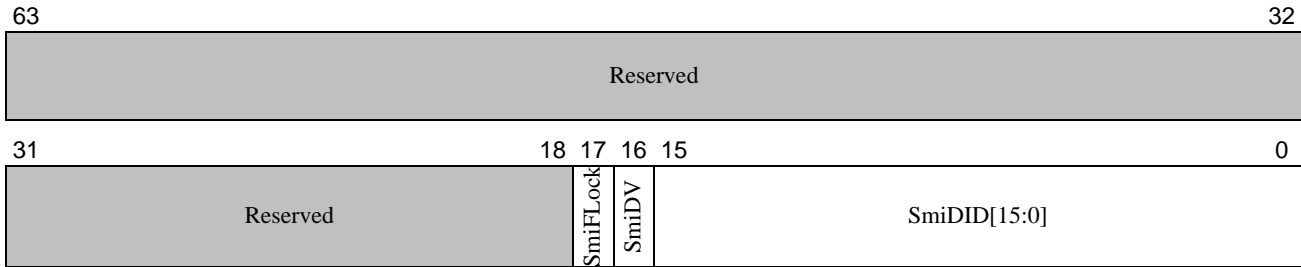 63 32
Reserved
31 18 17 16 15 0
Reserved SmiFLock SmiDV SmiDID[15:0]